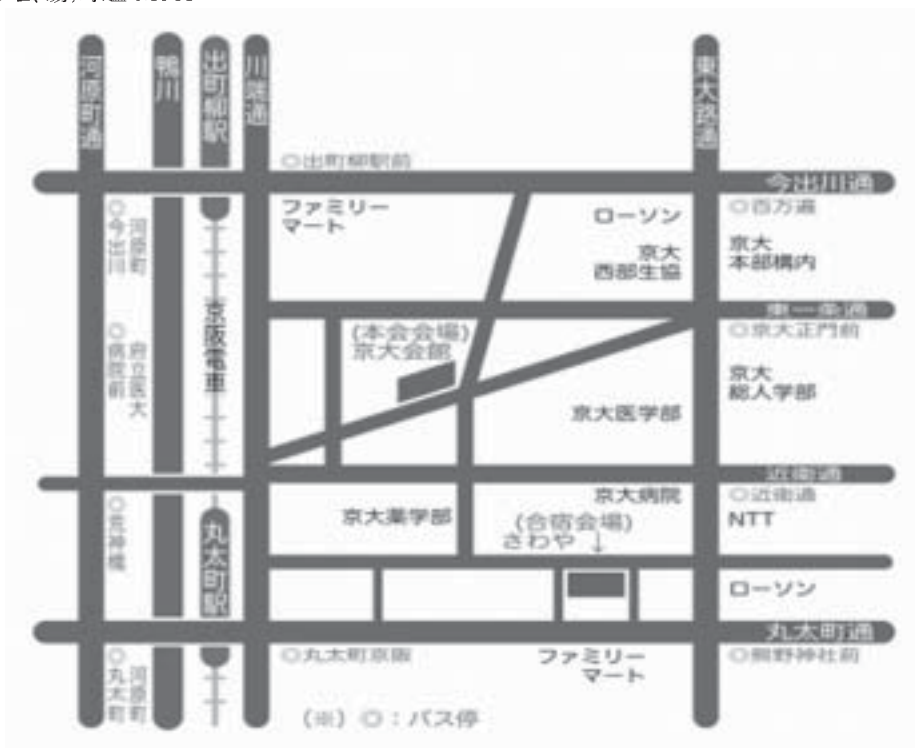 河原町通
鴨川
出町柳駅
川端通
東大路通
◎出町柳駅前
今出川通
◎河原町
今出川
ファミリー
マート
ローソン
◎百万遍
京大
西部生協
京大
本部構内
京阪電車
東一条通
◎府立医大
病院前
(本会会場)
京大会館
◎京大正門前
京大
総人学部
京大医学部
近衛通
◎荒神橋
京大薬学部
京大病院
◎近衛通
(合宿会場)
さわや ↓
NTT
丸太町駅
ローソン
丸太町通
◎河原町
丸太町
◎丸太町京阪
ファミリー
マート
◎熊野神社前
(※) ◎:バス停